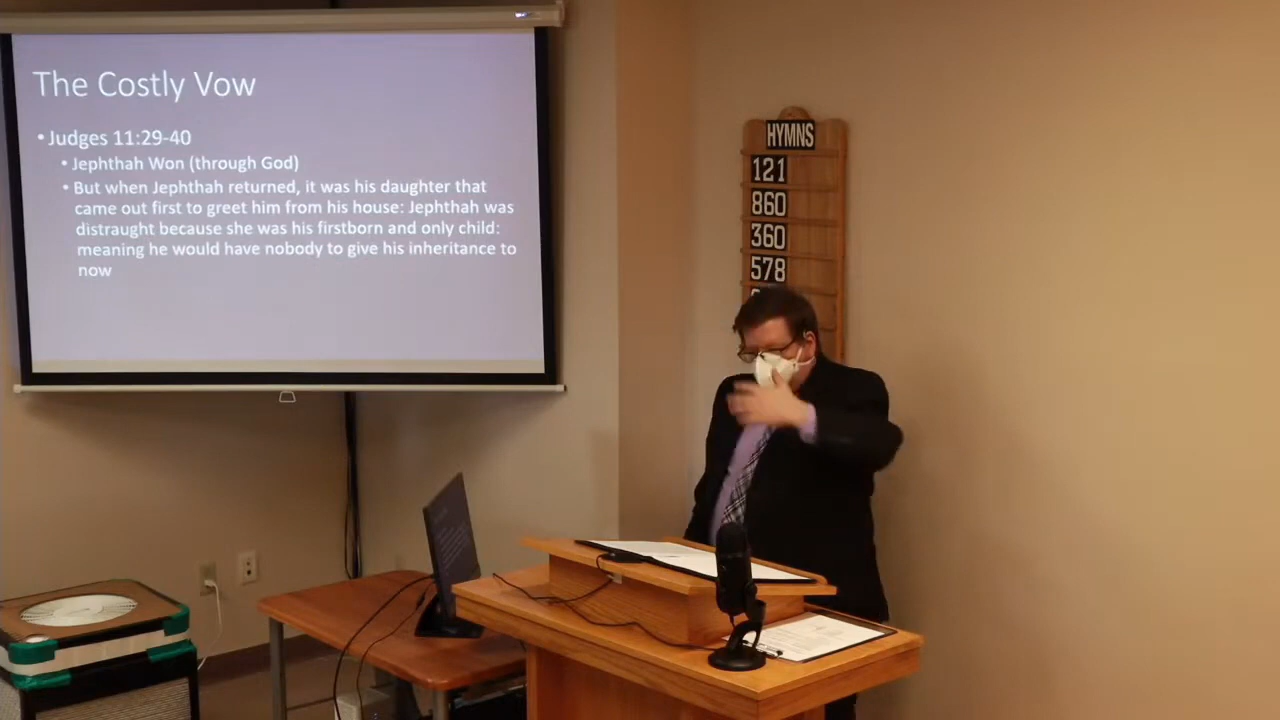 The Costly Vow
• Judges 11:29-40
• Jephthah Won (through God)
• But when Jephthah returned, it was his daughter that
came out first to greet him from his house: Jephthah was
distraught because she was his firstborn and only child:
meaning he would have nobody to give his inheritance to
now
HYMNS
121
860
360
578